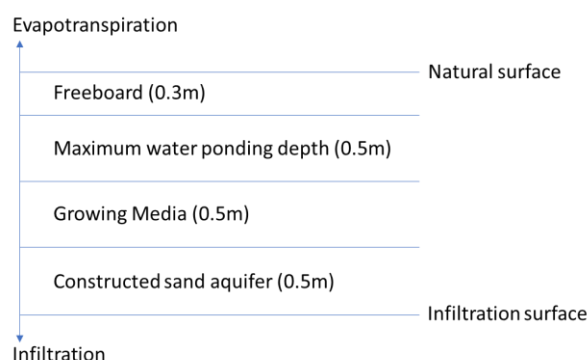 Evapotranspiration
Natural surface
Freeboard (0.3m)
Maximum water ponding depth (0.5m)
Growing Media (0.5m)
Constructed sand aquifer (0.5m)
Infiltration surface
Infiltration